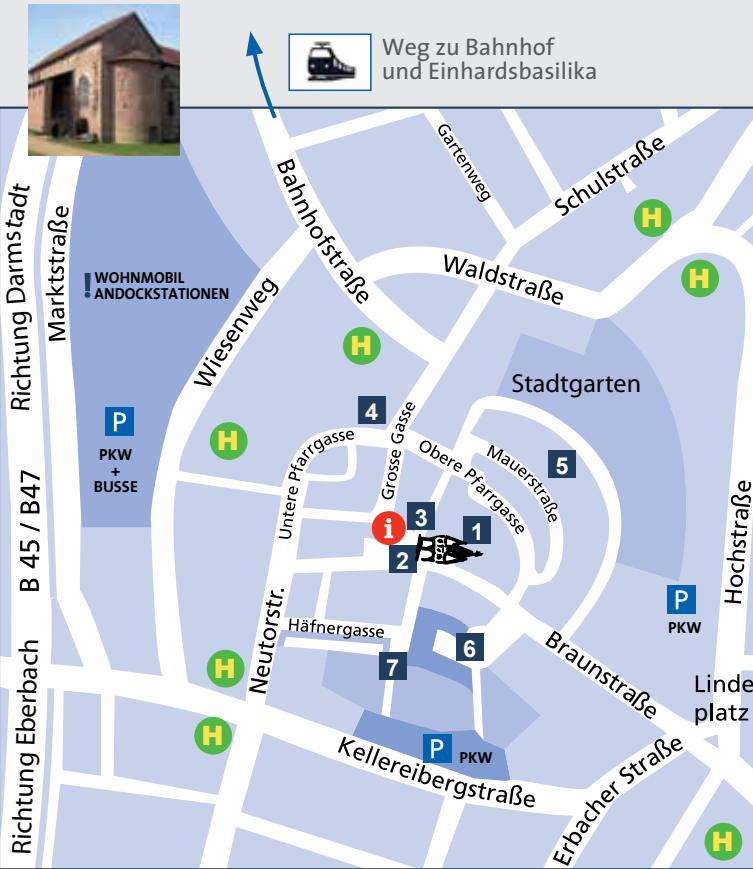 Weg zu Bahnhof
und Einhardsbasilika
Gartenweg
Schulstraße
Bahnhofstraße
Waldstraße
H
H
Richtung Darmstadt
Marktstraße
! WOHNMOBIL
ANDOCKSTATIONEN
Wiesenweg
H
Stadtgarten
P
PKW
+
BUSSE
H
4
Untere Pfarrgasse
Grosse Gasse
Obere Pfarrgasse
Mauerstraße
5
B 45 / B47
i
3
1
2
Hochstraße
P
PKW
Neutorstr.
Häfnergasse
7
6
Braunstraße
H
H
Linde
platz
Richtung Eberbach
P PKW
Kellereibergstraße
Erbacher Straße
H